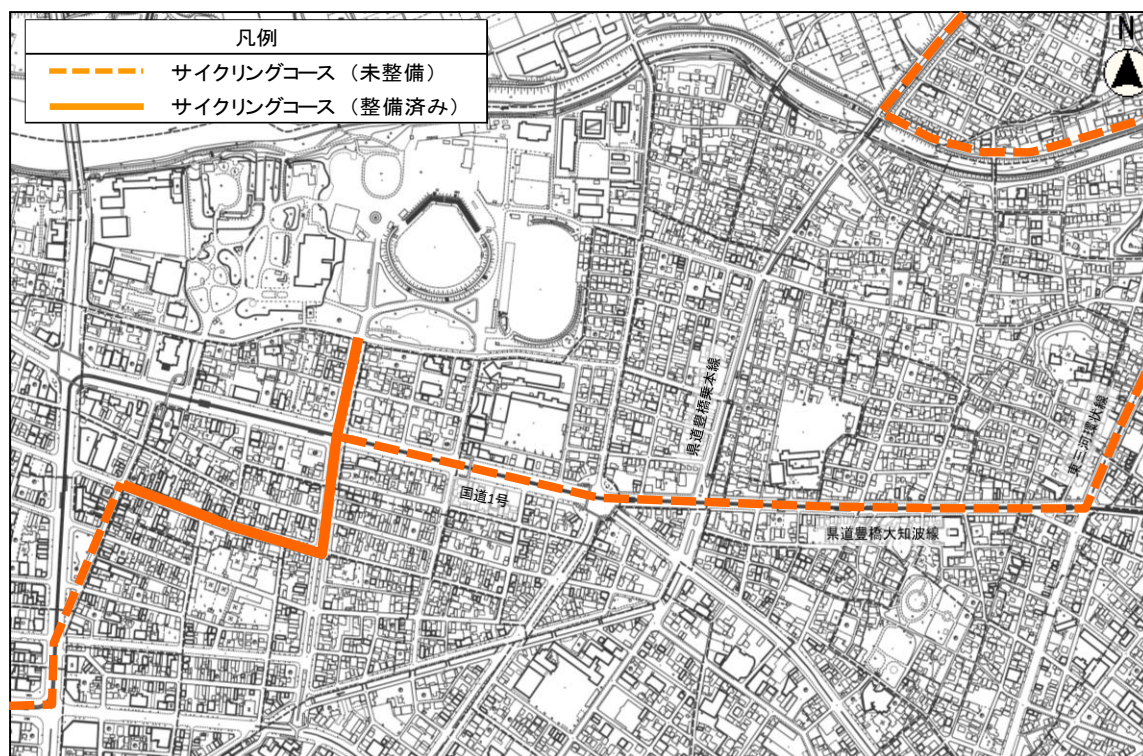 凡例
サイクリングコース (未整備)
サイクリングコース (整備済み)
N
県道豊橋乗本線
東三河環状線
国道1号
県道豊橋大知波線